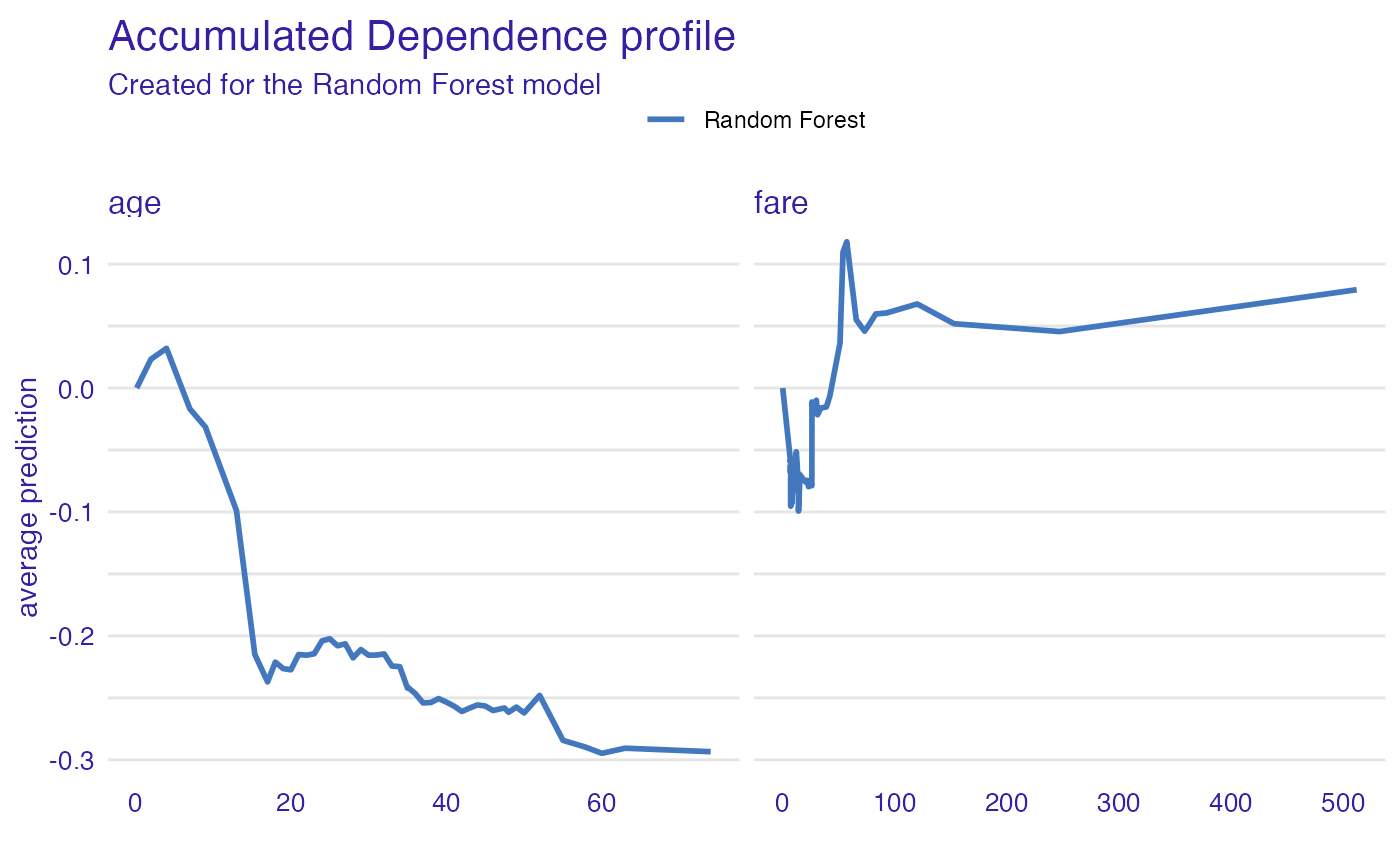 Accumulated Dependence profile
Created for the Random Forest model
Random Forest
age
fare
average prediction
0.1
0.0
-0.1
-0.2
-0.3
0 20 40 60
0 100 200 300 400 500